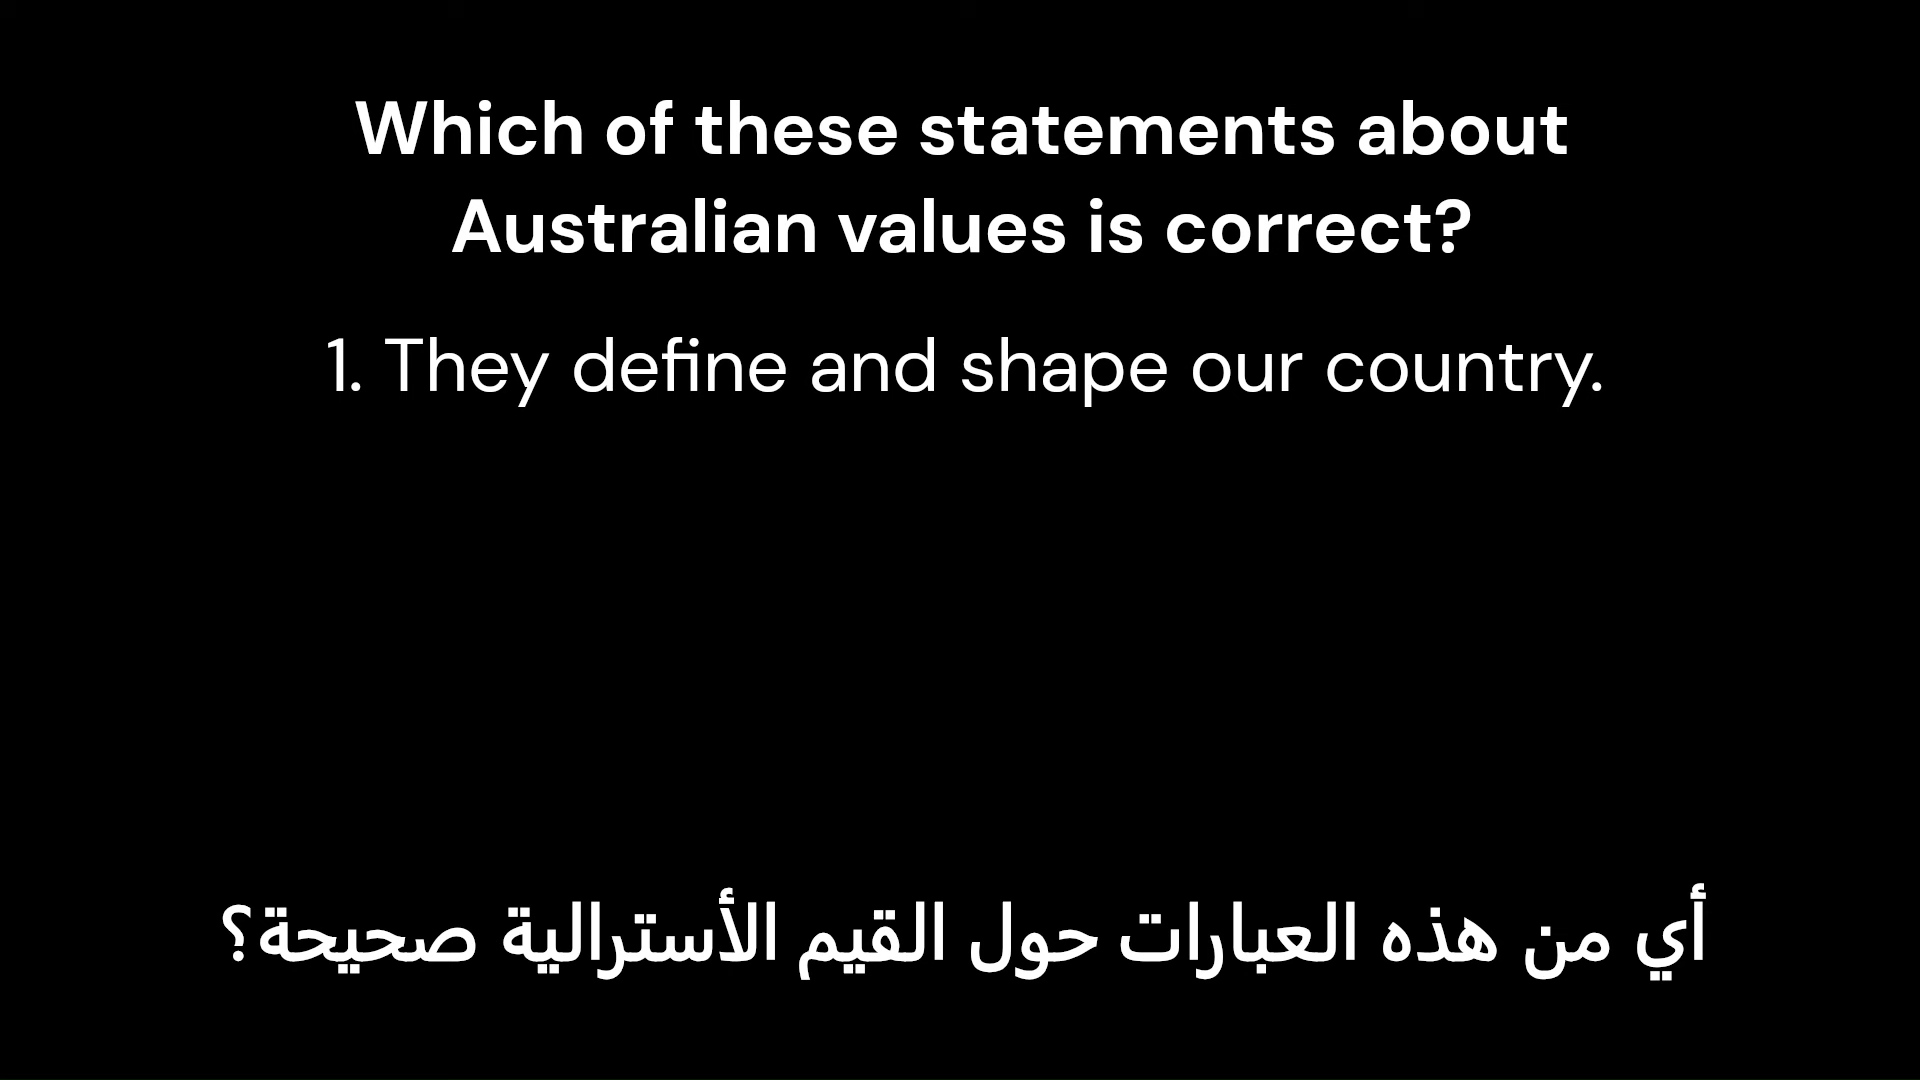 Which of these statements about
Australian values is correct?
1. They define and shape our country.
أي من هذه العبارات حول القيم الأسترالية صحيحة؟